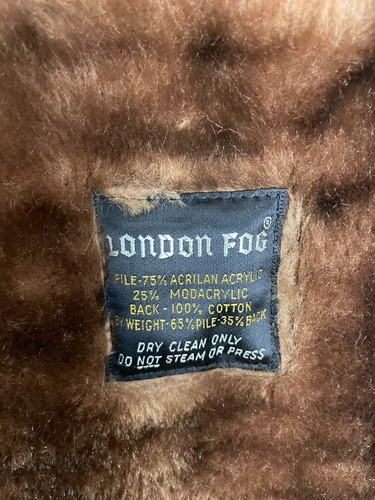 LONDON FOG®
PILE-75% ACRILAN ACRYLIC
25% MODACRYLIC
BACK-100% COTTON
BY WEIGHT-65% PILE-35% BACK
DRY CLEAN ONLY
DO NOT STEAM OR PRESS